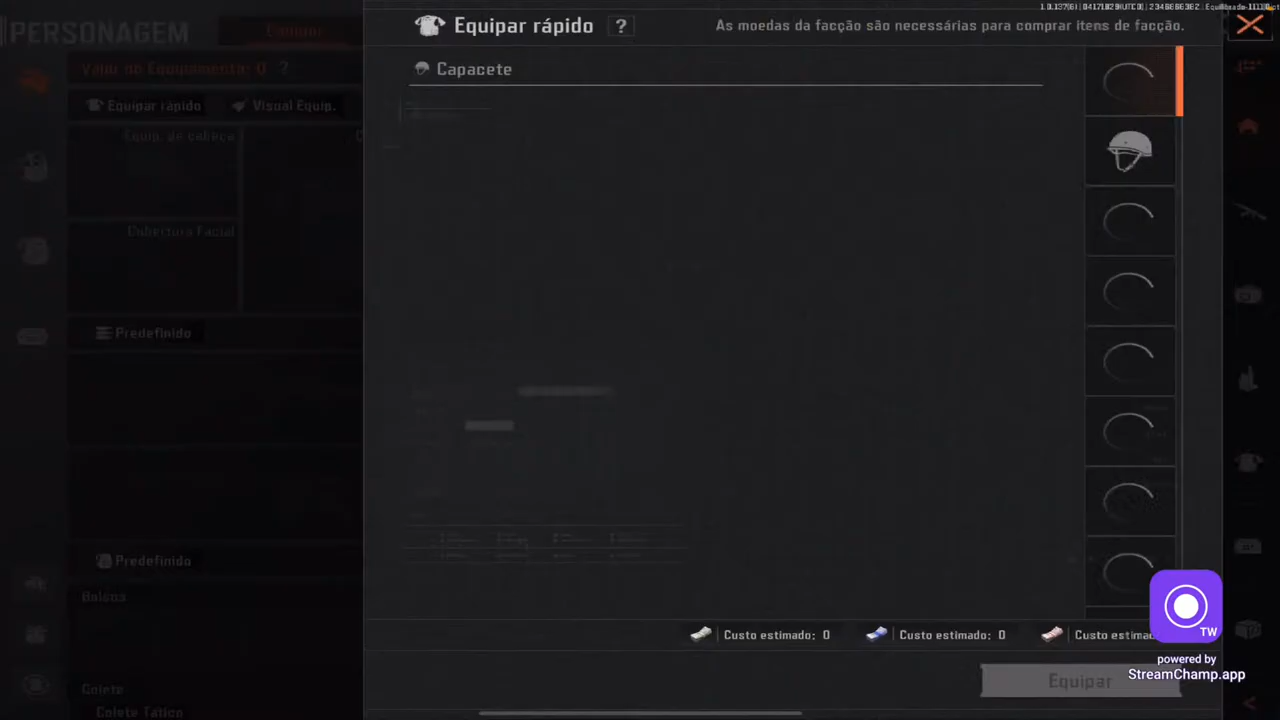 PERSONAGEM
Equipar
Equipar rápido ?
As moedas da facção são necessárias para comprar itens de facção.
Valor do Equipamento: 0 ?
Equipar rápido
Visual Equip.
Capacete
Equip. de cabeça
Cobertura Facial
Predefinido
Predefinido
Bolsos
Colete
Colete Tático
Custo estimado: 0
Custo estimado: 0
Custo estima
Equipar
TW
powered by
StreamChamp.app